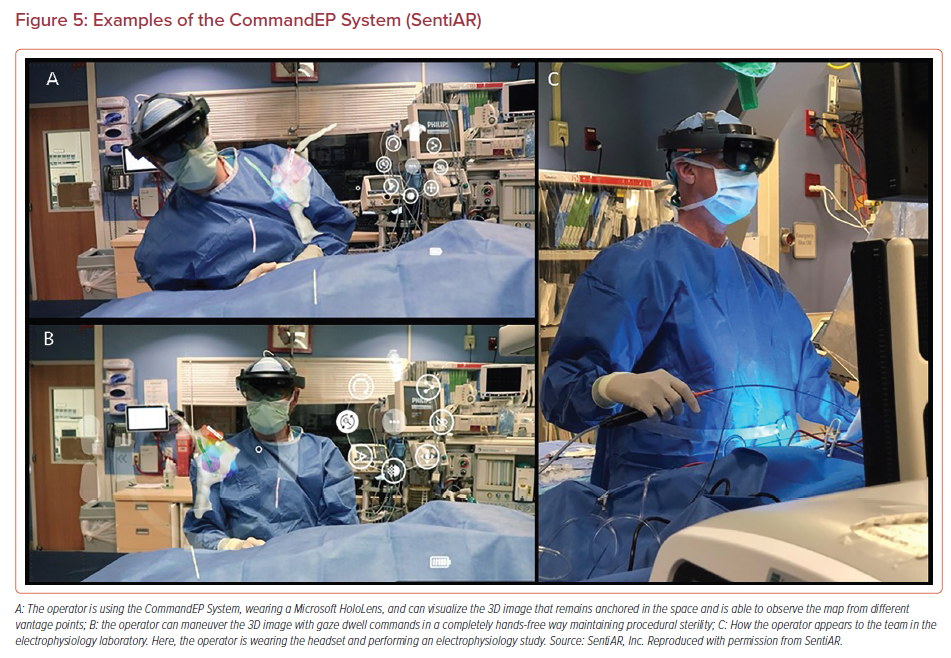 Figure 5: Examples of the CommandEP System (SentiAR)
A
PHILIPS
B
PHILIPS
C
Emergency
A: The operator is using the CommandEP System, wearing a Microsoft HoloLens, and can visualize the 3D image that remains anchored in the space and is able to observe the map from different
vantage points; B: the operator can maneuver the 3D image with gaze dwell commands in a completely hands-free way maintaining procedural sterility; C: How the operator appears to the team in the
electrophysiology laboratory. Here, the operator is wearing the headset and performing an electrophysiology study. Source: SentiAR, Inc. Reproduced with permission from SentiAR.